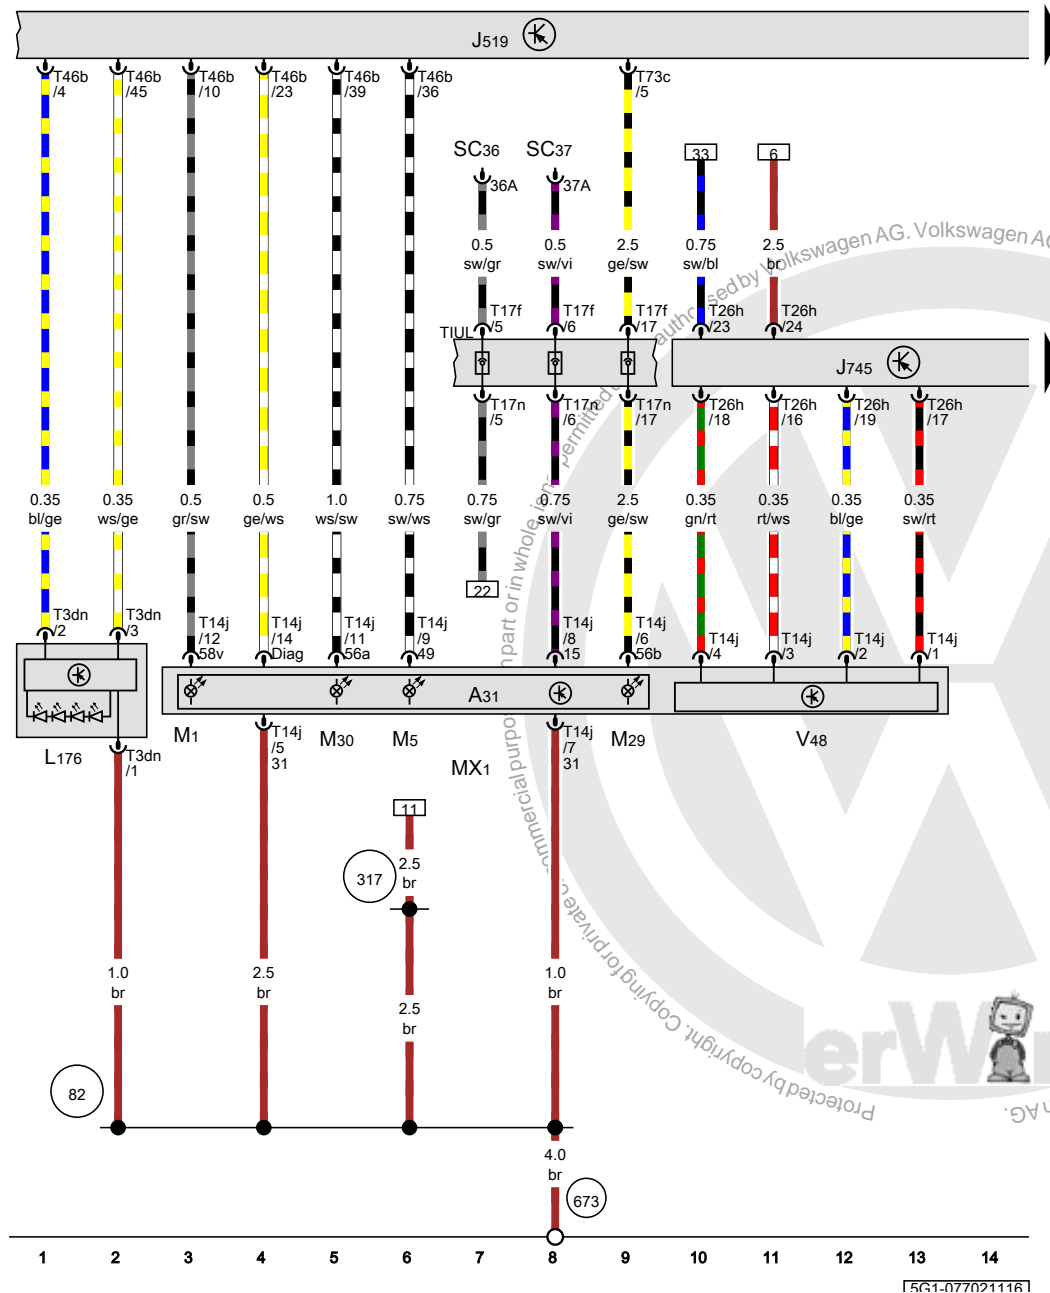 J519
T46b
/4
T46b
/45
T46b
/10
T46b
/23
T46b
/39
T46b
/36
T73c
/5
SC36
SC37
33
6
36A
37A
0.5
sw/gr
0.5
sw/vi
2.5
ge/sw
0.75
sw/bl
2.5
br
T17f
/5
T17f
/6
T17f
/17
T26h
/23
T26h
/24
TIUL
J745
T17n
/5
T17n
/6
T17n
/17
T26h
/18
T26h
/16
T26h
/19
T26h
/17
0.35
bl/ge
0.35
ws/ge
0.5
gr/sw
0.5
ge/ws
1.0
ws/sw
0.75
sw/ws
0.75
sw/gr
0.75
sw/vi
2.5
ge/sw
0.35
gn/rt
0.35
rt/ws
0.35
bl/ge
0.35
sw/rt
22
T3dn
/2
T3dn
/3
T14j
/12
58v
T14j
/14
Diag
T14j
/11
56a
T14j
/9
49
T14j
/8
15
T14j
/6
56b
T14j
/4
T14j
/3
T14j
/2
T14j
/1
A31
L176
T3dn
/1
M1
T14j
/5
31
M30
M5
MX1
T14j
/7
31
M29
V48
11
317
2.5
br
1.0
br
2.5
br
2.5
br
1.0
br
82
4.0
br
673
1 2 3 4 5 6 7 8 9 10 11 12 13 14
5G1-077021116
Volkswagen AG. Volkswagen AG
Protected by copyright. Copying for private
part or in whole, is
permitted
erW
AG.